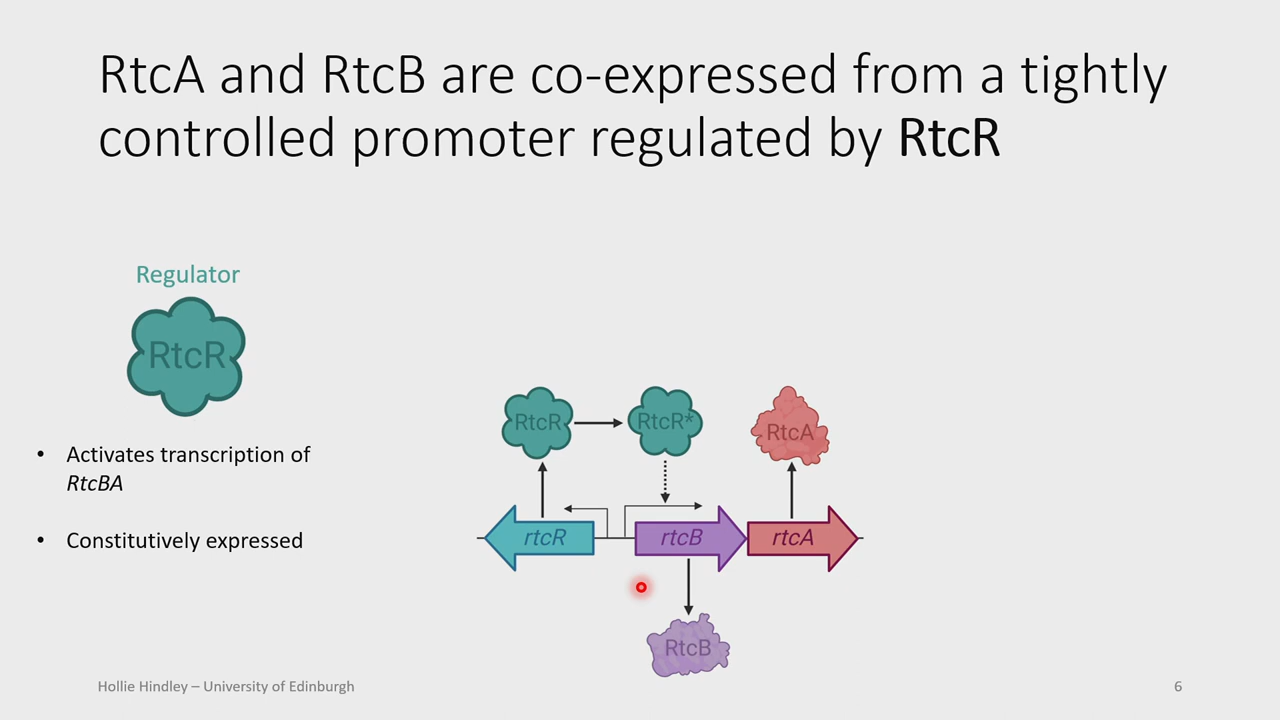 RtcA and RtcB are co-expressed from a tightly
controlled promoter regulated by RtcR
Regulator
RtcR
• Activates transcription of
RtcBA
• Constitutively expressed
RtcR
RtcR*
RtcA
rtcR
rtcB
rtcA
RtcB
Hollie Hindley – University of Edinburgh
6